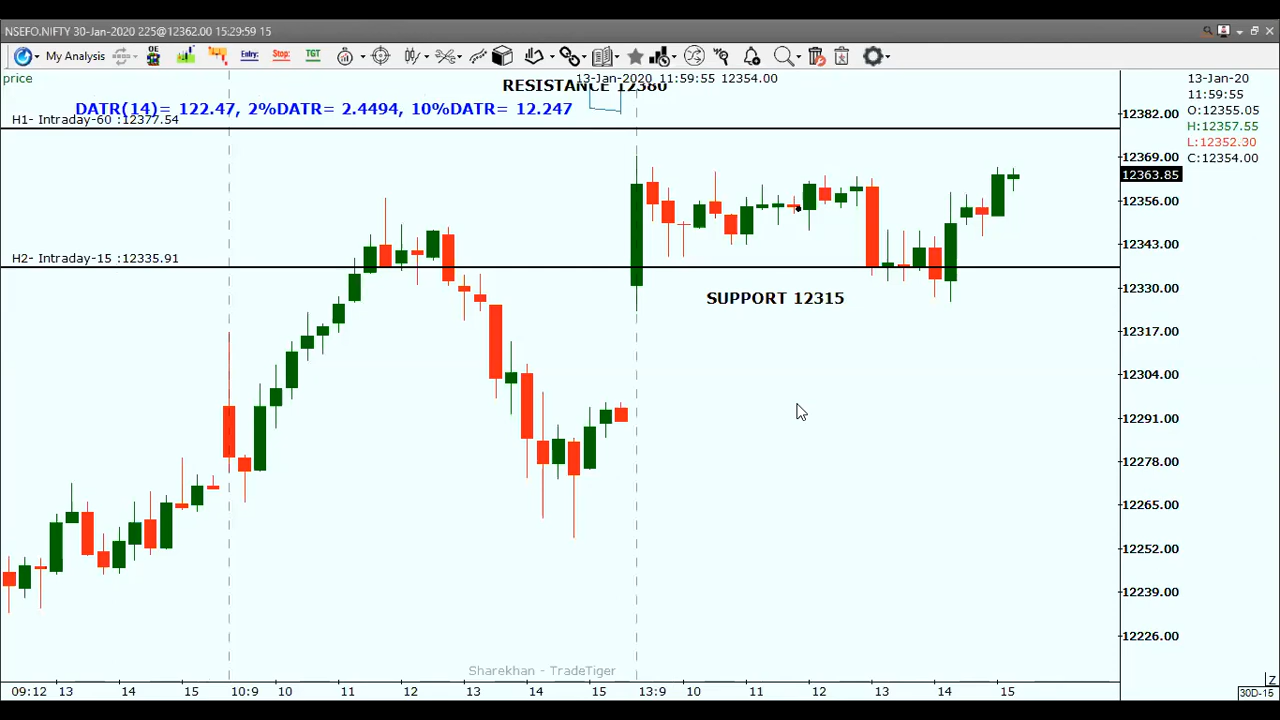 NSEFO.NIFTY 30-Jan-2020 225@12362.00 15:29:59 15
My Analysis
OE
Entry:
Stop:
TGT
price
RESISTANCE 12380
13-Jan-2020 11:59:55 12354.00
DATR(14)= 122.47, 2%DATR= 2.4494, 10%DATR= 12.247
H1- Intraday-60 :12377.54
H2- Intraday-15 :12335.91
SUPPORT 12315
13-Jan-20
11:59:55
O:12355.05
H:12357.55
L:12352.30
C:12354.00
12382.00
12369.00
12363.85
12356.00
12343.00
12330.00
12317.00
12304.00
12291.00
12278.00
12265.00
12252.00
12239.00
12226.00
Sharekhan - TradeTiger
09:12 13 14 15 10:9 10 11 12 13 14 15 13:9 10 11 12 13 14 15
Z
30D-15